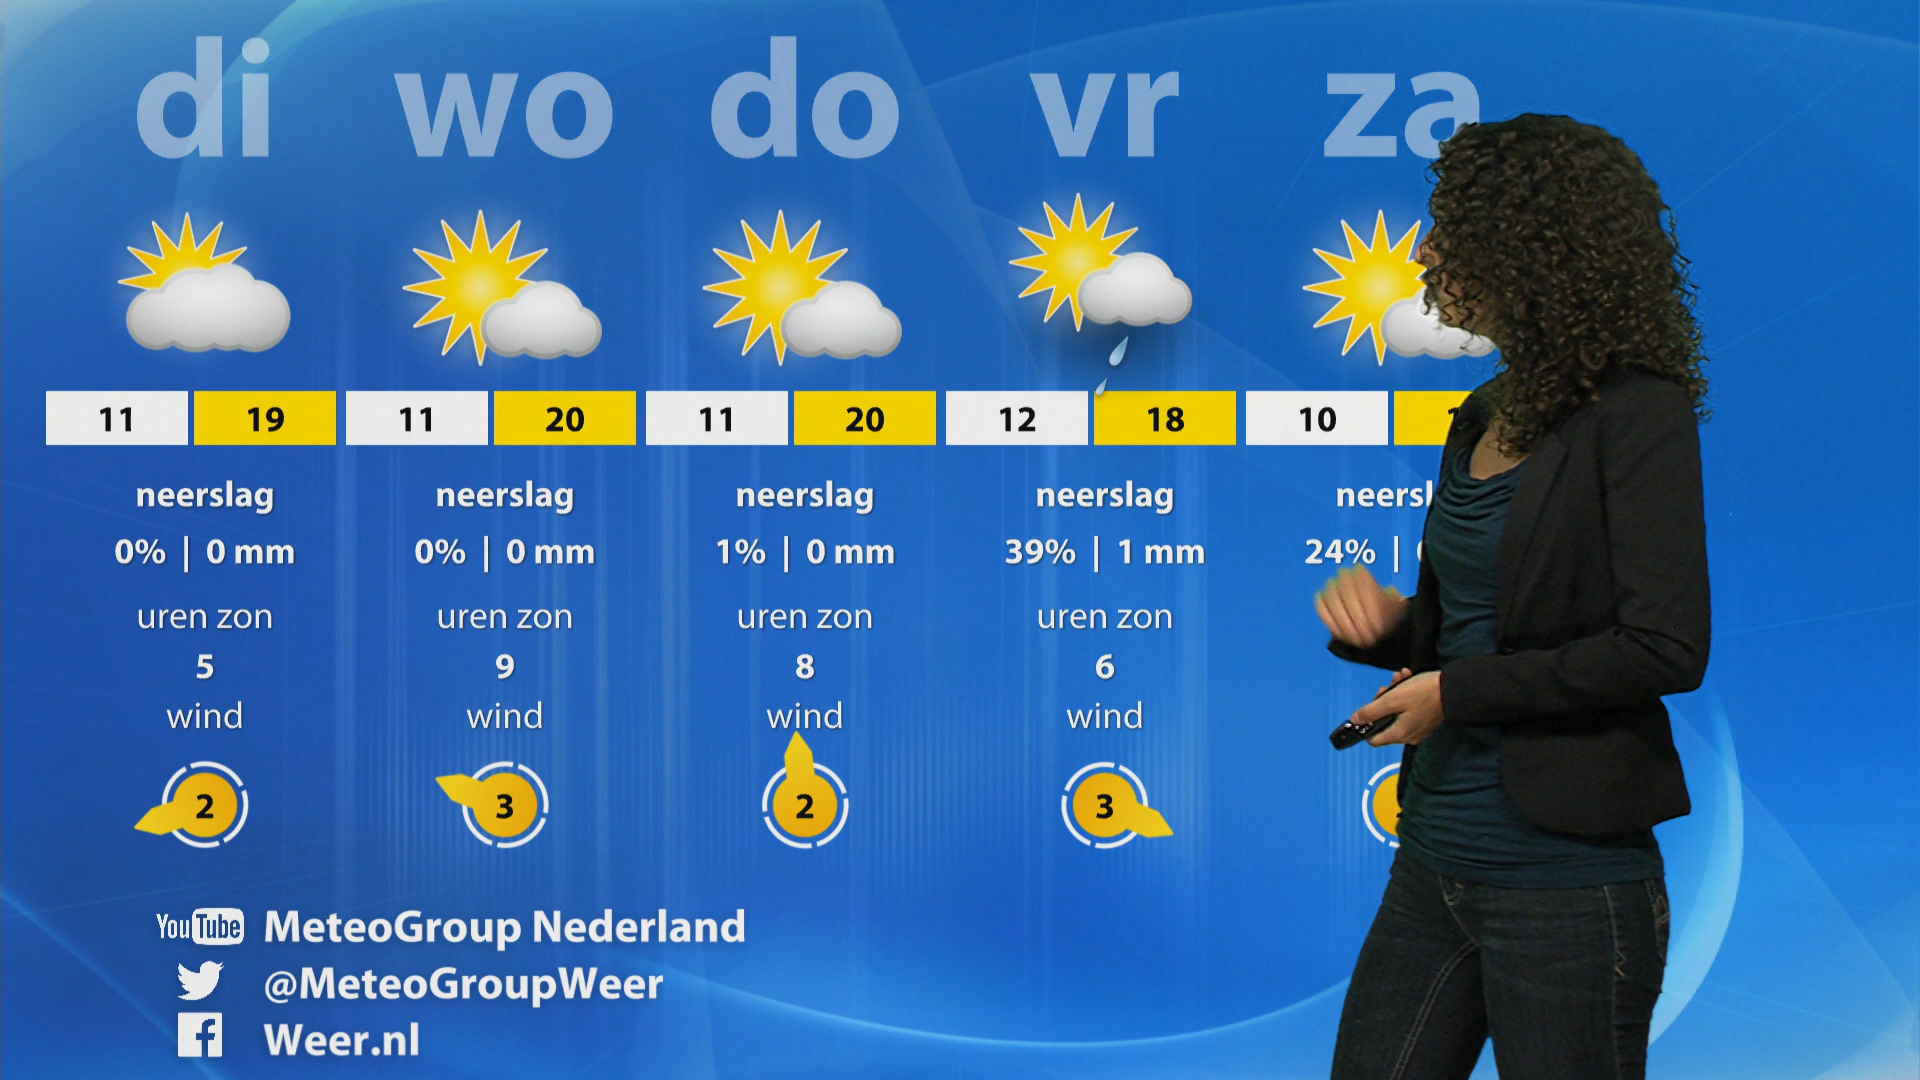 di wo do vr za
11 19 11 20 11 20 12 18 10
neerslag neerslag neerslag neerslag
0% | 0 mm 0% | 0 mm 1% | 0 mm 39% | 1 mm 24% |
uren zon uren zon uren zon uren zon
5 9 8 6
wind wind wind wind
2 3 2 3
YouTube MeteoGroup Nederland
@MeteoGroupWeer
Weer.nl